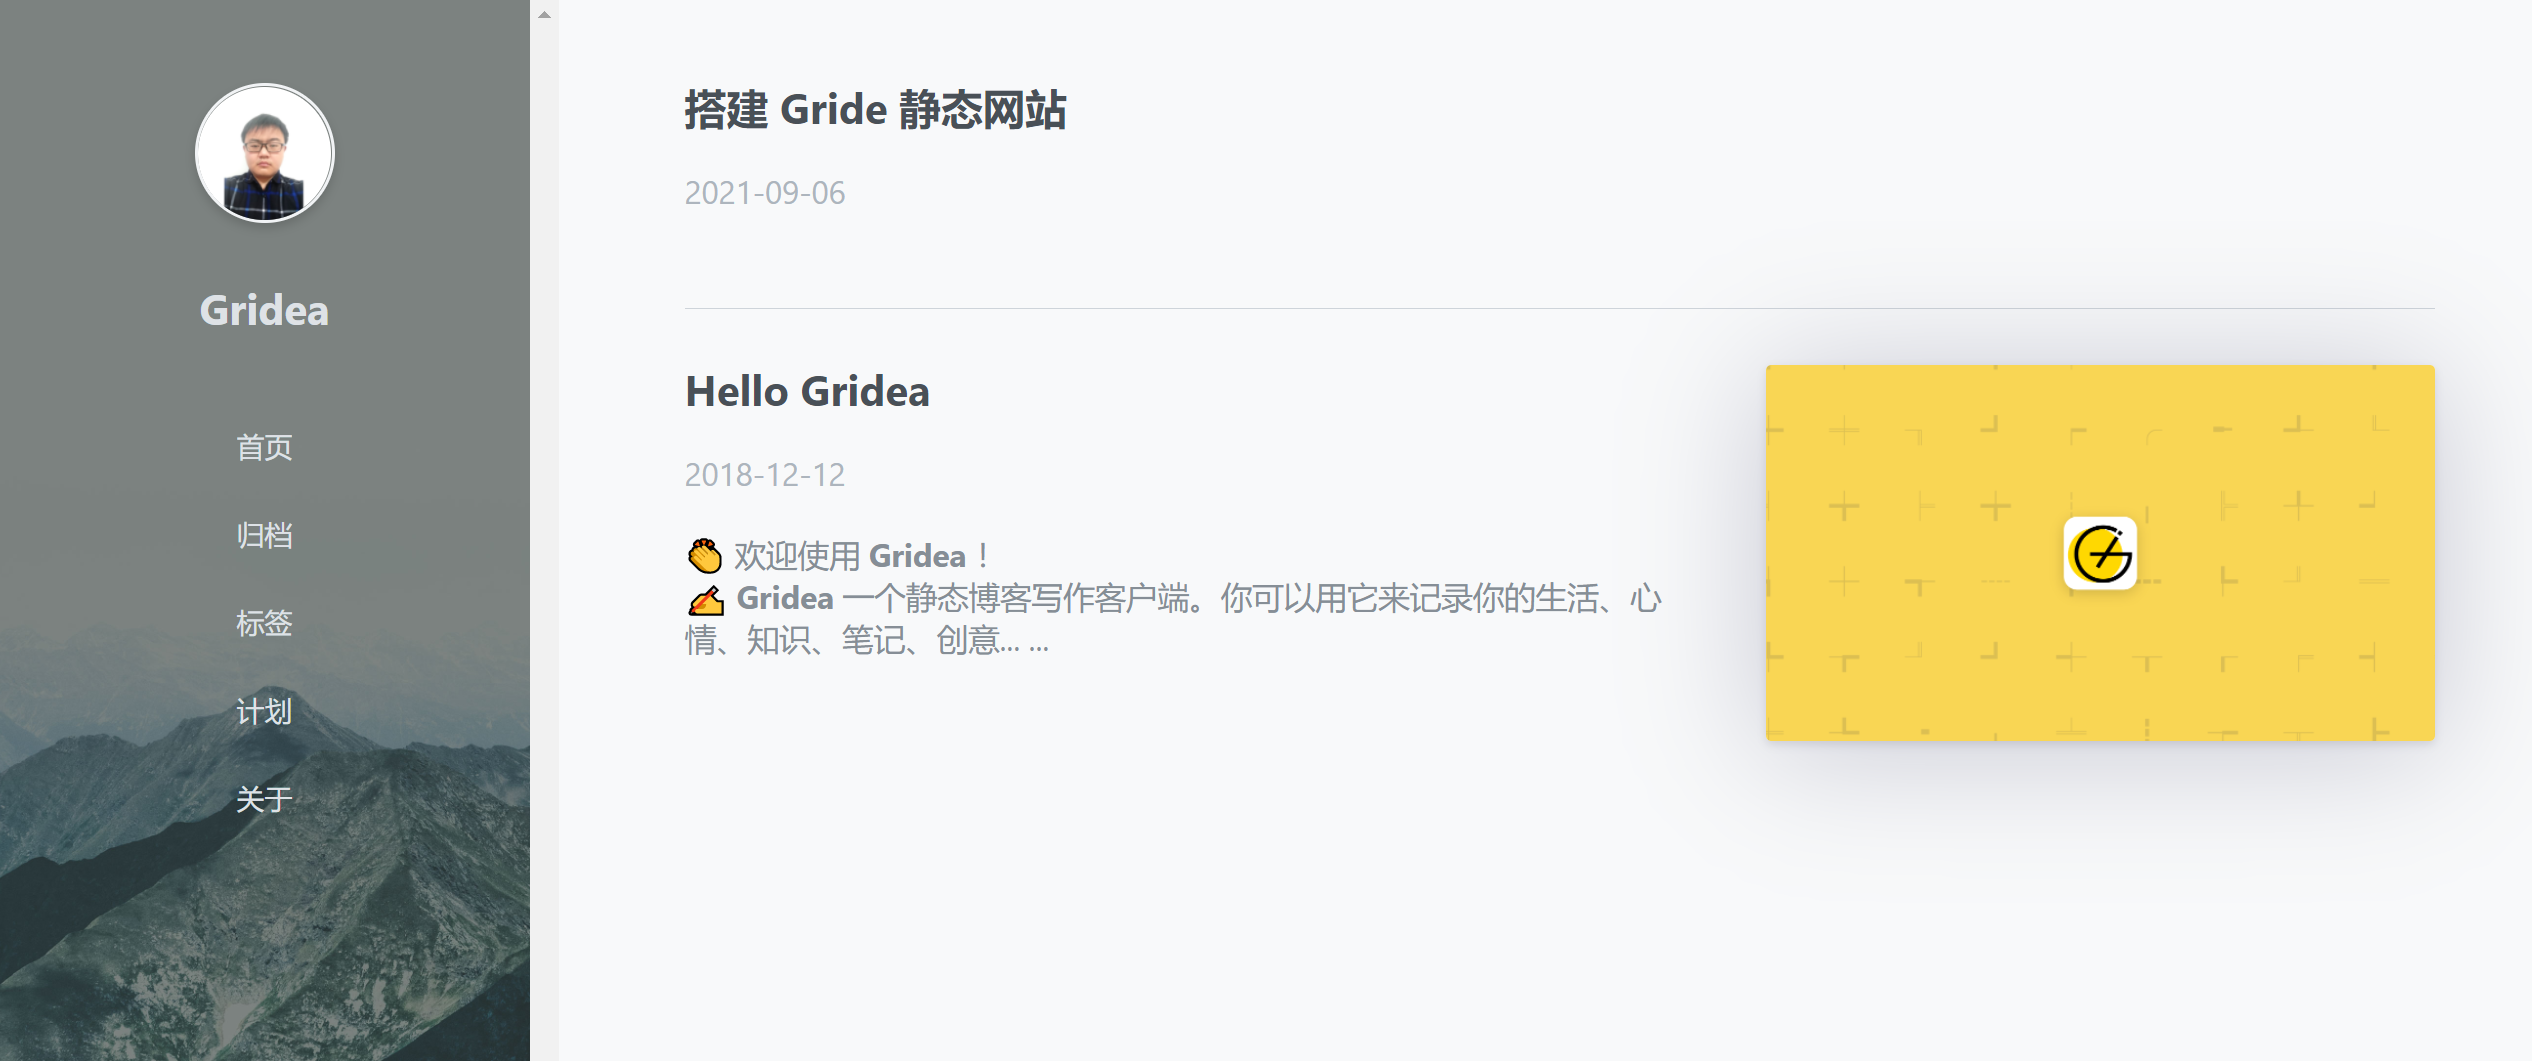 Gridea
首页
归档
标签
计划
关于
搭建 Gride 静态网站
2021-09-06
Hello Gridea
2018-12-12
👏 欢迎使用 Gridea！
✍️ Gridea 一个静态博客写作客户端。你可以用它来记录你的生活、心
情、知识、笔记、创意... ...